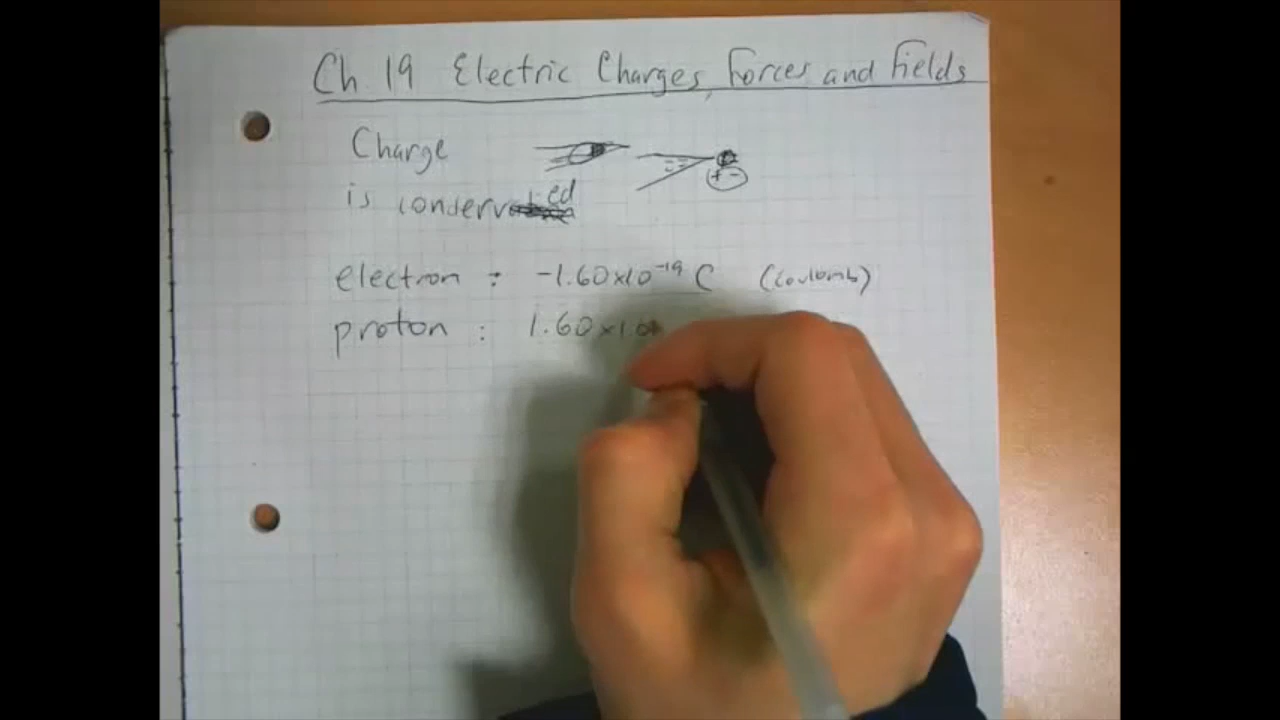 Ch 19 Electric Charges, Forces and Fields
Charge
is conserved
+ -
electron : -1.60x10⁻¹⁹ C (Coulomb)
proton : 1.60x10